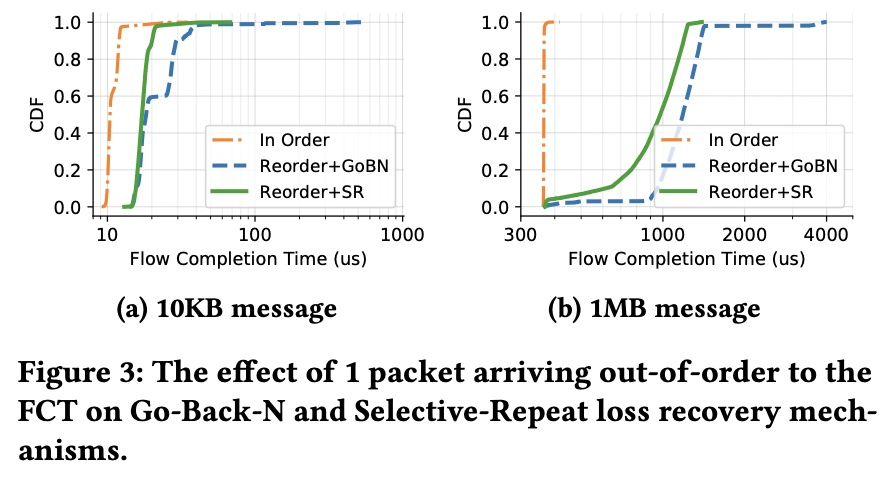 1.0
0.8
0.6
0.4
0.2
0.0
CDF
In Order
Reorder+GoBN
Reorder+SR
10 100 1000
Flow Completion Time (us)
(a) 10KB message
1.0
0.8
0.6
0.4
0.2
0.0
CDF
In Order
Reorder+GoBN
Reorder+SR
300 1000 2000 4000
Flow Completion Time (us)
(b) 1MB message
Figure 3: The effect of 1 packet arriving out-of-order to the
FCT on Go-Back-N and Selective-Repeat loss recovery mech-
anisms.